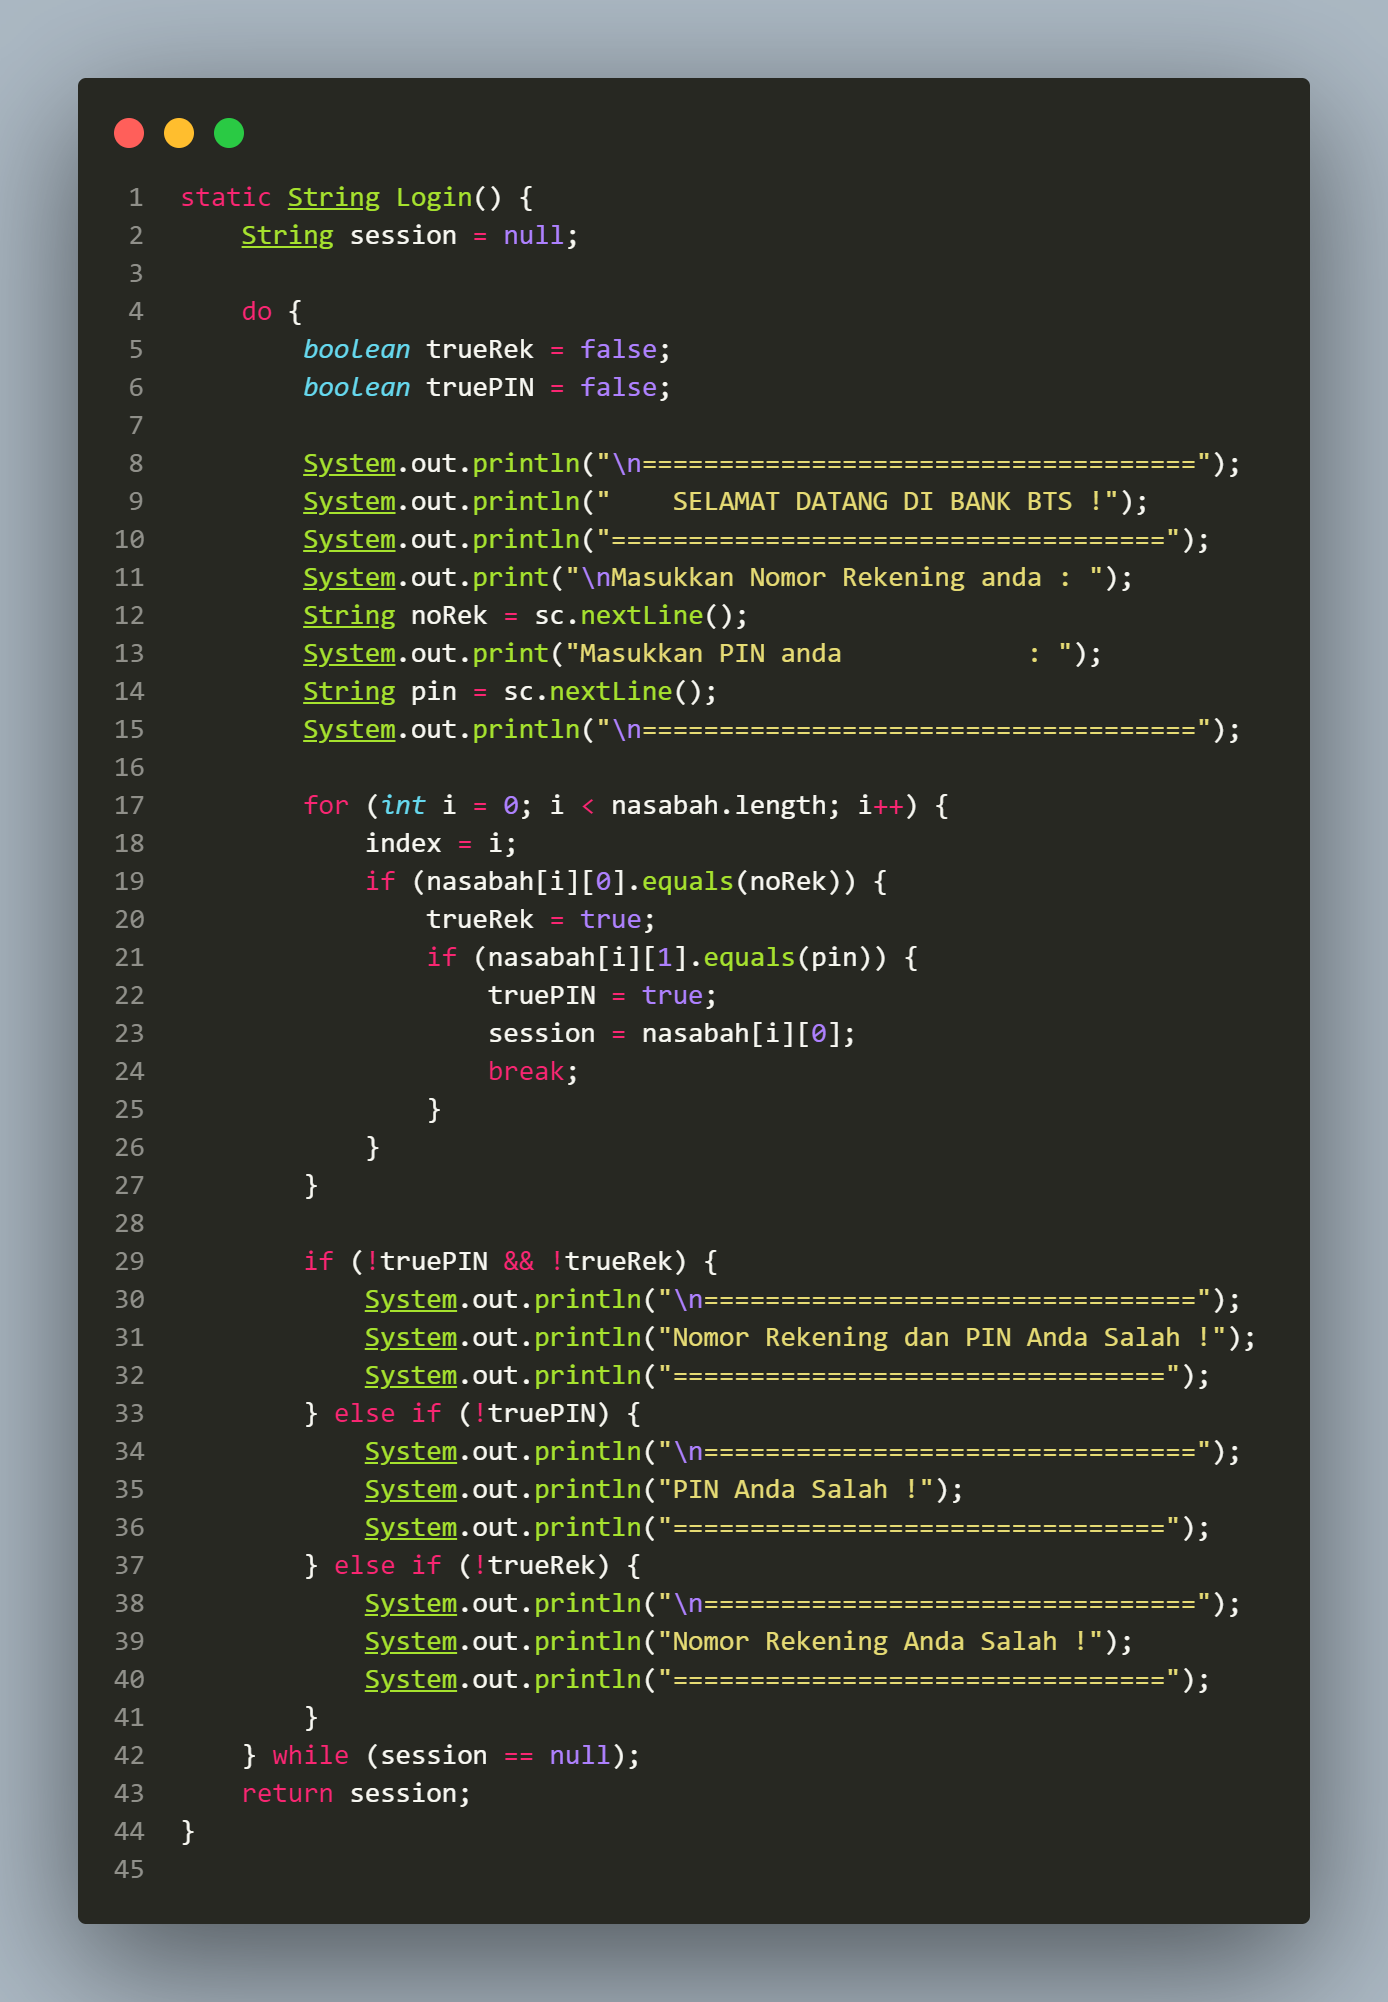 1 static String Login() {
2     String session = null;
3
4     do {
5         boolean trueRek = false;
6         boolean truePIN = false;
7
8         System.out.println("\n====================================");
9         System.out.println("    SELAMAT DATANG DI BANK BTS !");
10         System.out.println("====================================");
11         System.out.print("\nMasukkan Nomor Rekening anda : ");
12         String noRek = sc.nextLine();
13         System.out.print("Masukkan PIN anda            : ");
14         String pin = sc.nextLine();
15         System.out.println("\n====================================");
16
17         for (int i = 0; i < nasabah.length; i++) {
18             index = i;
19             if (nasabah[i][0].equals(noRek)) {
20                 trueRek = true;
21                 if (nasabah[i][1].equals(pin)) {
22                     truePIN = true;
23                     session = nasabah[i][0];
24                     break;
25                 }
26             }
27         }
28
29         if (!truePIN && !trueRek) {
30             System.out.println("\n================================");
31             System.out.println("Nomor Rekening dan PIN Anda Salah !");
32             System.out.println("================================");
33         } else if (!truePIN) {
34             System.out.println("\n================================");
35             System.out.println("PIN Anda Salah !");
36             System.out.println("================================");
37         } else if (!trueRek) {
38             System.out.println("\n================================");
39             System.out.println("Nomor Rekening Anda Salah !");
40             System.out.println("================================");
41         }
42     } while (session == null);
43     return session;
44 }
45